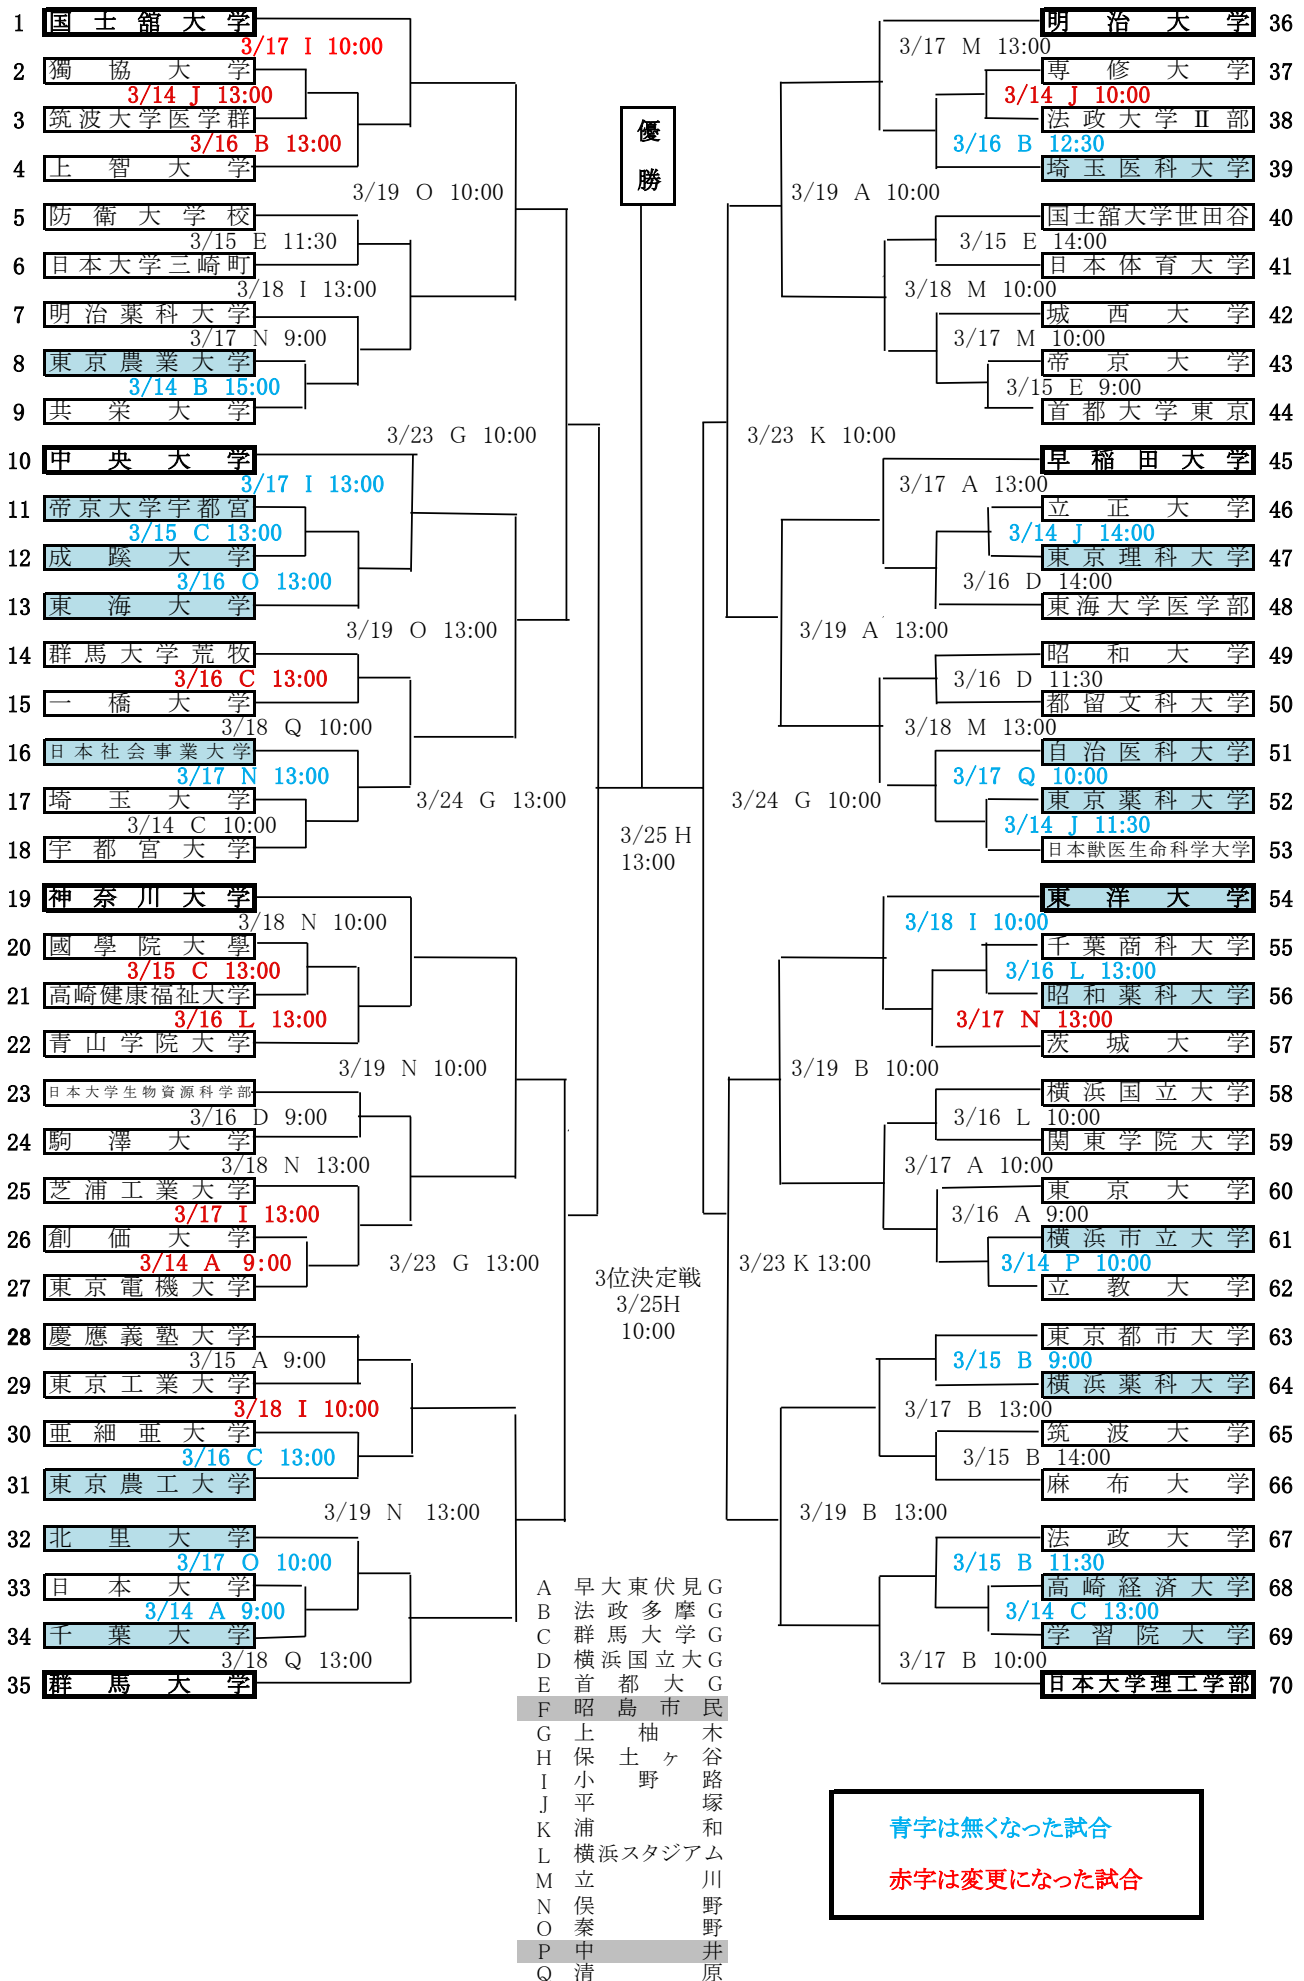 1 国士舘大学
3/17 I 10:00
2 獨協大学
3/14 J 13:00
3 筑波大学医学群
3/16 B 13:00
4 上智大学
3/19 O 10:00
5 防衛大学校
3/15 E 11:30
6 日本大学三崎町
3/18 I 13:00
7 明治薬科大学
3/17 N 9:00
8 東京農業大学
3/14 B 15:00
9 共栄大学
3/23 G 10:00
10 中央大学
3/17 I 13:00
11 帝京大学宇都宮
3/15 C 13:00
12 成蹊大学
3/16 O 13:00
13 東海大学
3/19 O 13:00
14 群馬大学荒牧
3/16 C 13:00
15 一橋大学
3/18 Q 10:00
16 日本社会事業大学
3/17 N 13:00
17 埼玉大学
3/14 C 10:00
18 宇都宮大学
3/24 G 13:00
19 神奈川大学
3/18 N 10:00
20 國學院大學
3/15 C 13:00
21 高崎健康福祉大学
3/16 L 13:00
22 青山学院大学
3/19 N 10:00
23 日本大学生物資源科学部
3/16 D 9:00
24 駒澤大学
3/18 N 13:00
25 芝浦工業大学
3/17 I 13:00
26 創価大学
3/14 A 9:00
27 東京電機大学
3/23 G 13:00
28 慶應義塾大学
3/15 A 9:00
29 東京工業大学
3/18 I 10:00
30 亜細亜大学
3/16 C 13:00
31 東京農工大学
3/19 N 13:00
32 北里大学
3/17 O 10:00
33 日本大学
3/14 A 9:00
34 千葉大学
3/18 Q 13:00
35 群馬大学
優勝
3/25 H
13:00
3位決定戦
3/25H
10:00
明治大学 36
3/17 M 13:00
専修大学 37
3/14 J 10:00
法政大学Ⅱ部 38
3/16 B 12:30
埼玉医科大学 39
3/19 A 10:00
国士舘大学世田谷 40
3/15 E 14:00
日本体育大学 41
3/18 M 10:00
城西大学 42
3/17 M 10:00
帝京大学 43
3/15 E 9:00
首都大学東京 44
3/23 K 10:00
早稲田大学 45
3/17 A 13:00
立正大学 46
3/14 J 14:00
東京理科大学 47
3/16 D 14:00
東海大学医学部 48
3/19 A 13:00
昭和大学 49
3/16 D 11:30
都留文科大学 50
3/18 M 13:00
自治医科大学 51
3/17 Q 10:00
東京薬科大学 52
3/14 J 11:30
日本獣医生命科学大学 53
3/24 G 10:00
東洋大学 54
3/18 I 10:00
千葉商科大学 55
3/16 L 13:00
昭和薬科大学 56
3/17 N 13:00
茨城大学 57
3/19 B 10:00
横浜国立大学 58
3/16 L 10:00
関東学院大学 59
3/17 A 10:00
東京大学 60
3/16 A 9:00
横浜市立大学 61
3/14 P 10:00
立教大学 62
3/23 K 13:00
東京都市大学 63
3/15 B 9:00
横浜薬科大学 64
3/17 B 13:00
筑波大学 65
3/15 B 14:00
麻布大学 66
3/19 B 13:00
法政大学 67
3/15 B 11:30
高崎経済大学 68
3/14 C 13:00
学習院大学 69
3/17 B 10:00
日本大学理工学部 70
A 早大東伏見G
B 法政多摩G
C 群馬大学G
D 横浜国立大G
E 首都大G
F 昭島市民
G 上柚木
H 保土ヶ谷
I 小野路
J 平塚
K 浦和
L 横浜スタジアム
M 立川
N 俣野
O 秦野
P 中井
Q 清原
青字は無くなった試合
赤字は変更になった試合